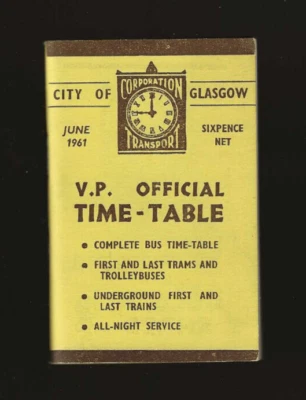 CORPORATION
CITY OF GLASGOW
TRANSPORT
JUNE
1961
SIXPENCE
NET
V.P. OFFICIAL
TIME-TABLE
• COMPLETE BUS TIME-TABLE
• FIRST AND LAST TRAMS AND
TROLLEYBUSES
• UNDERGROUND FIRST AND
LAST TRAINS
• ALL-NIGHT SERVICE